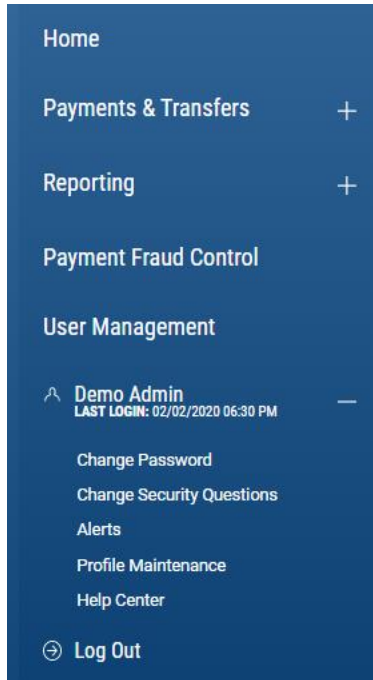 Home
Payments & Transfers
Reporting
Payment Fraud Control
User Management
Demo Admin
LAST LOGIN: 02/02/2020 06:30 PM
Change Password
Change Security Questions
Alerts
Profile Maintenance
Help Center
Log Out